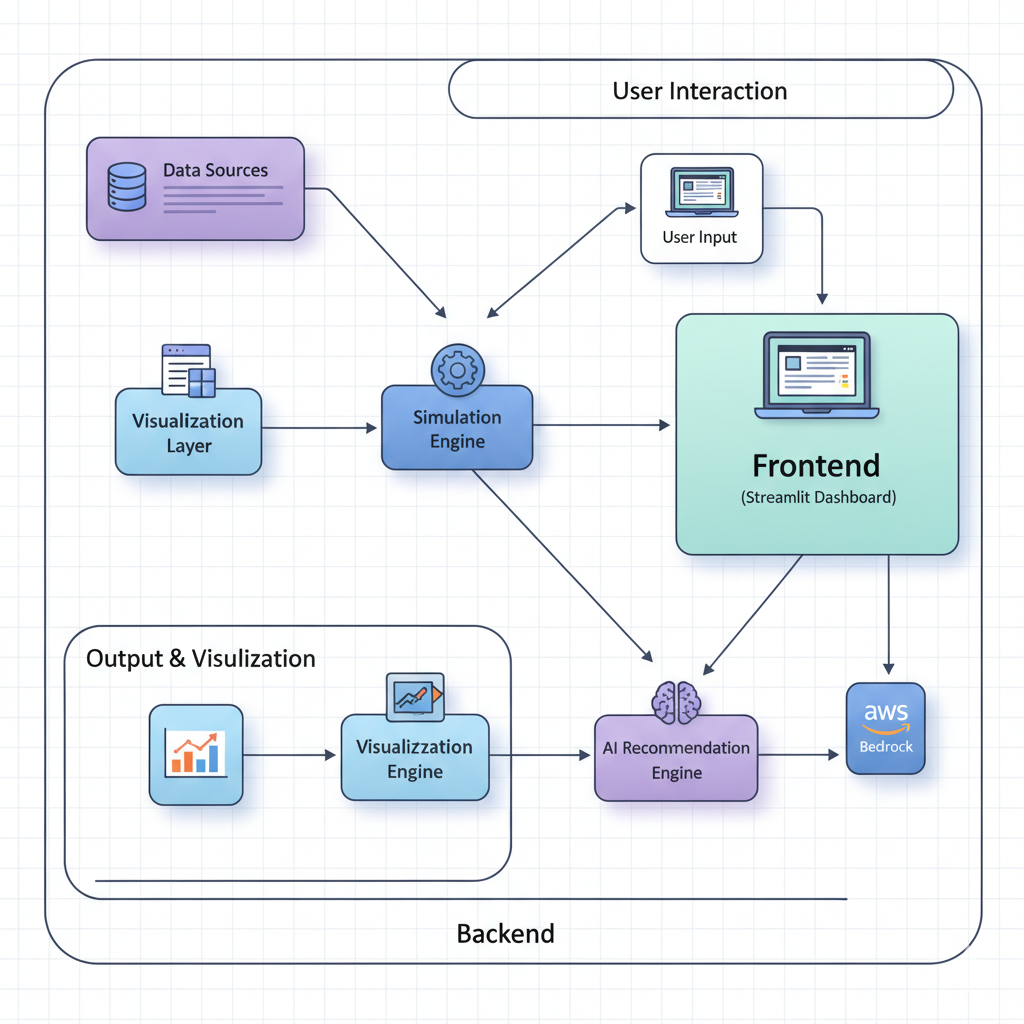 User Interaction
Data Sources
User Input
Visualization
Layer
Simulation
Engine
Frontend
(Streamlit Dashboard)
Output & Visulization
Visualizzation
Engine
AI Recommendation
Engine
aws
Bedrock
Backend